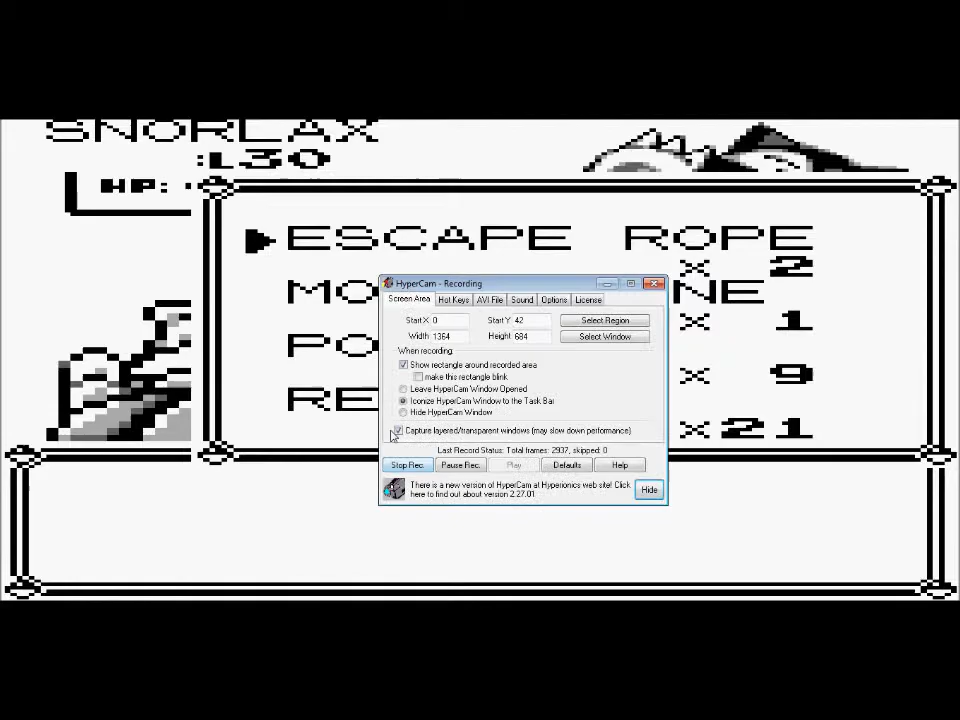 SNORLAX
:L30
HP:
ESCAPE ROPE
× 2
MO NE
× 1
PO
× 9
RE
×21
HyperCam - Recording
Screen Area Hot Keys AVI File Sound Options License
Start X 0 Start Y 42 Select Region
Width 1364 Height 684 Select Window
When recording:
Show rectangle around recorded area
make this rectangle blink
Leave HyperCam Window Opened
Iconize HyperCam Window to the Task Bar
Hide HyperCam Window
Capture layered/transparent windows (may slow down performance)
Last Record Status: Total frames: 2937, skipped: 0
Stop Rec. Pause Rec. Play Defaults Help
There is a new version of HyperCam at Hyperionics web site! Click
here to find out about version 2.27.01
Hide